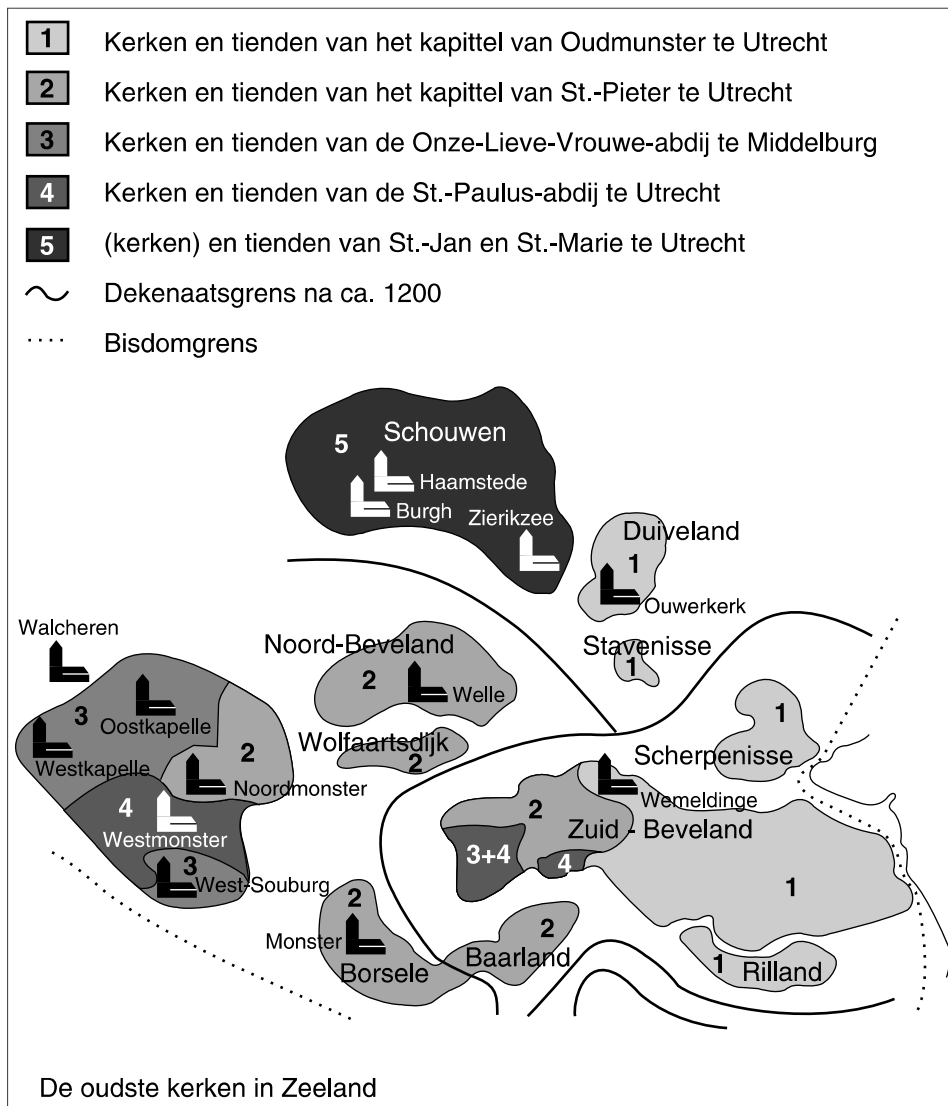 1 Kerken en tienden van het kapittel van Oudmunster te Utrecht
2 Kerken en tienden van het kapittel van St.-Pieter te Utrecht
3 Kerken en tienden van de Onze-Lieve-Vrouwe-abdij te Middelburg
4 Kerken en tienden van de St.-Paulus-abdij te Utrecht
5 (kerken) en tienden van St.-Jan en St.-Marie te Utrecht
Dekenaatsgrens na ca. 1200
Bisdomgrens
5 Schouwen
Haamstede
Burgh
Zierikzee
Duiveland
1
Ouwerkerk
Stavenisse
1
Walcheren
3
Oostkapelle
Westkapelle
2
Noordmonster
4
Westmonster
3
West-Souburg
Noord-Beveland
2
Welle
Wolfaartsdijk
2
1
Scherpenisse
Wemeldinge
2
Zuid - Beveland
3+4
4
1
2
Monster
Borsele
2
Baarland
1
Rilland
De oudste kerken in Zeeland